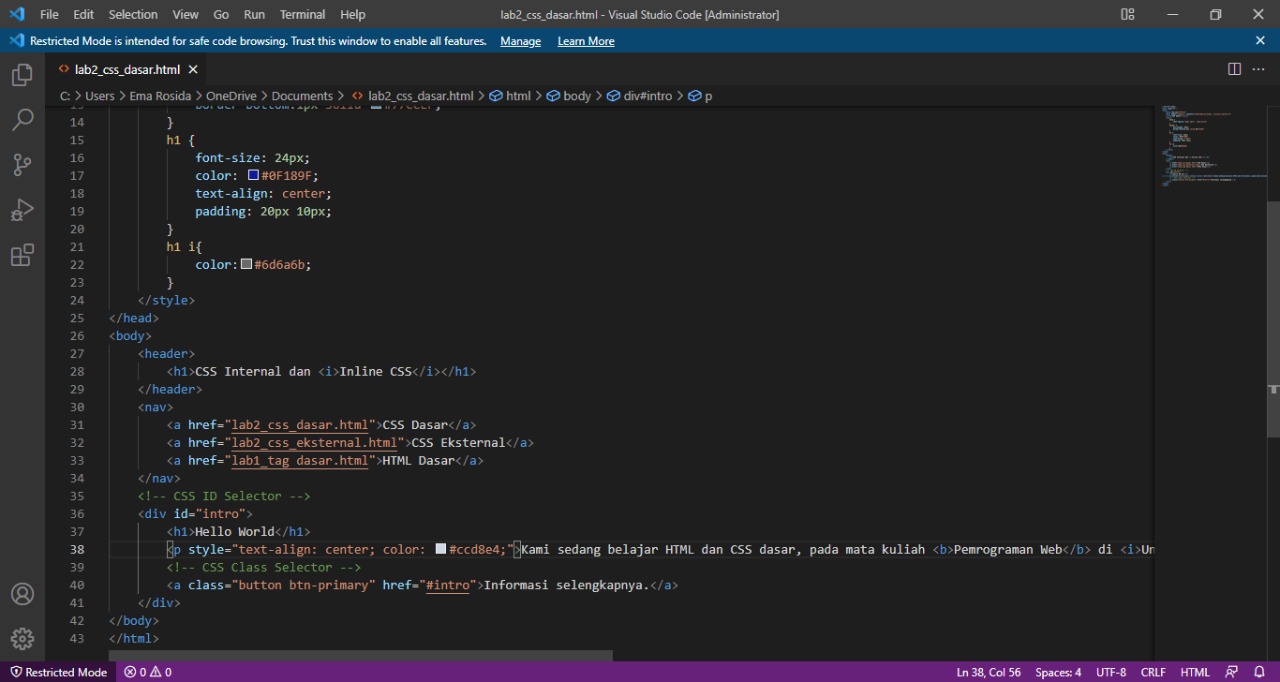 File Edit Selection View Go Run Terminal Help lab2_css_dasar.html - Visual Studio Code [Administrator]
Restricted Mode is intended for safe code browsing. Trust this window to enable all features. Manage Learn More
lab2_css_dasar.html
C: > Users > Ema Rosida > OneDrive > Documents > lab2_css_dasar.html > html > body > div#intro > p
14 }
15 h1 {
16 font-size: 24px;
17 color: #0F189F;
18 text-align: center;
19 padding: 20px 10px;
20 }
21 h1 i{
22 color:#6d6a6b;
23 }
24 </style>
25 </head>
26 <body>
27 <header>
28 <h1>CSS Internal dan <i>Inline CSS</i></h1>
29 </header>
30 <nav>
31 <a href="lab2_css_dasar.html">CSS Dasar</a>
32 <a href="lab2_css_eksternal.html">CSS Eksternal</a>
33 <a href="lab1_tag_dasar.html">HTML Dasar</a>
34 </nav>
35 <!-- CSS ID Selector -->
36 <div id="intro">
37 <h1>Hello World</h1>
38 <p style="text-align: center; color: #ccd8e4;">Kami sedang belajar HTML dan CSS dasar, pada mata kuliah <b>Pemrograman Web</b> di <i>Un
39 <!-- CSS Class Selector -->
40 <a class="button btn-primary" href="#intro">Informasi selengkapnya.</a>
41 </div>
42 </body>
43 </html>
Restricted Mode 0 0 Ln 38, Col 56 Spaces: 4 UTF-8 CRLF HTML